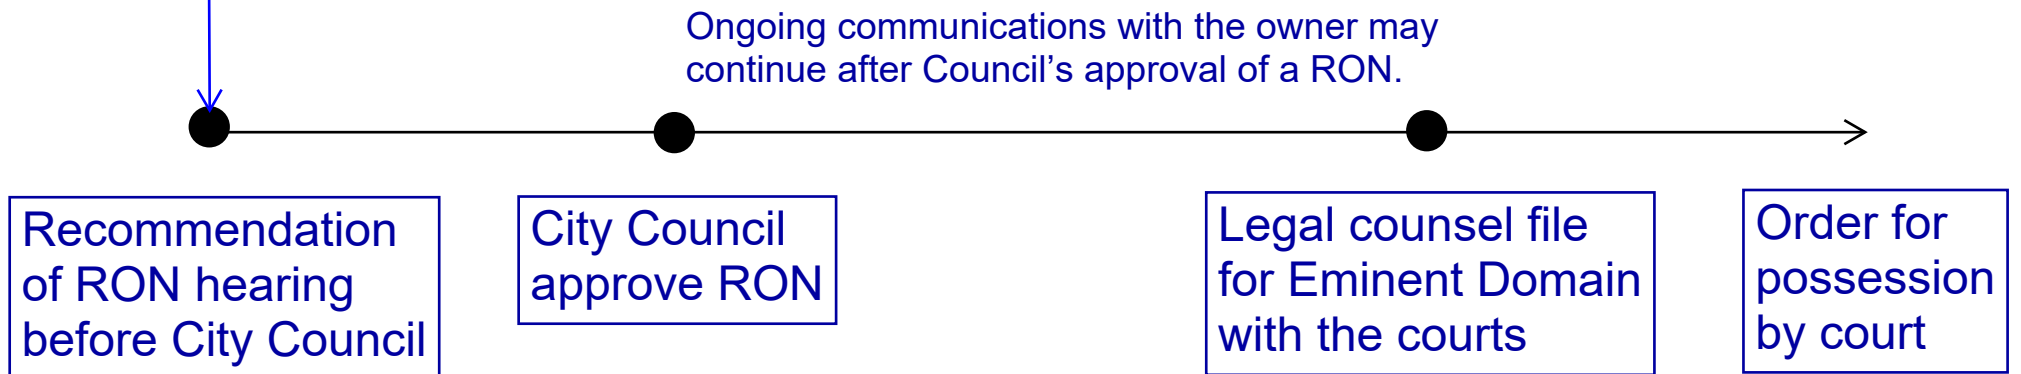 Ongoing communications with the owner may
continue after Council's approval of a RON.
Recommendation
of RON hearing
before City Council
City Council
approve RON
Legal counsel file
for Eminent Domain
with the courts
Order for
possession
by court